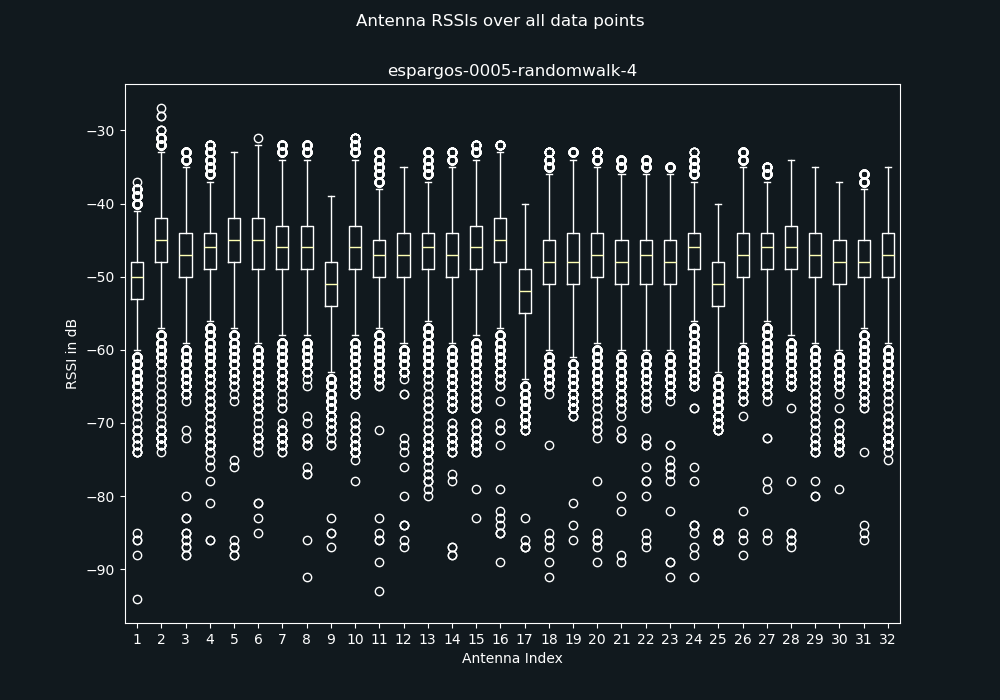 Antenna RSSIs over all data points
espargos-0005-randomwalk-4
−30
−40
−50
−60
−70
−80
−90
RSSI in dB
1 2 3 4 5 6 7 8 9 10 11 12 13 14 15 16 17 18 19 20 21 22 23 24 25 26 27 28 29 30 31 32
Antenna Index